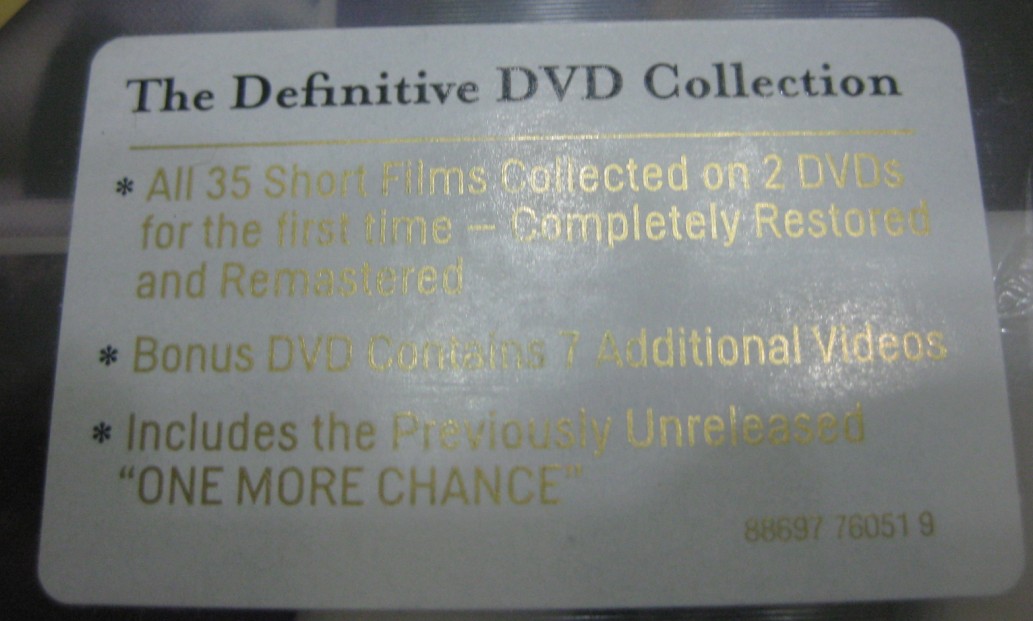 The Definitive DVD Collection
* All 35 Short Films Collected on 2 DVDs
for the first time – Completely Restored
and Remastered
* Bonus DVD Contains 7 Additional Videos
* Includes the Previously Unreleased
“ONE MORE CHANCE”
88697 76051 9